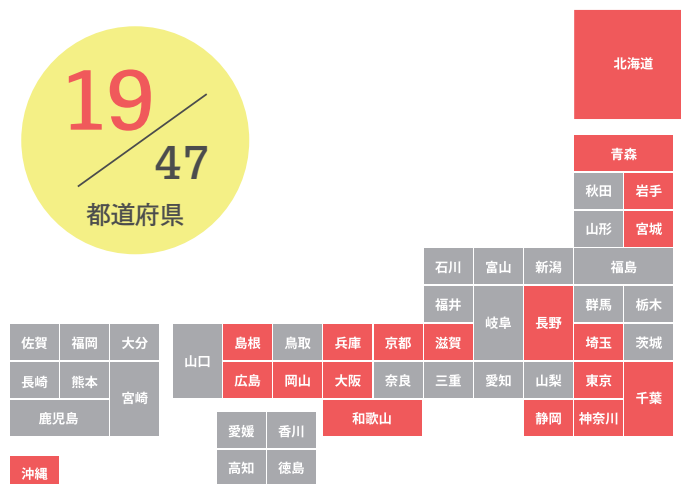 19
47
都道府県
北海道
青森
秋田 岩手
山形 宮城
石川 富山 新潟 福島
福井 岐阜 長野 群馬 栃木
佐賀 福岡 大分 山口 島根 鳥取 兵庫 京都 滋賀 埼玉 茨城
長崎 熊本 宮崎 広島 岡山 大阪 奈良 三重 愛知 山梨 東京 千葉
鹿児島 和歌山 静岡 神奈川
愛媛 香川
高知 徳島
沖縄